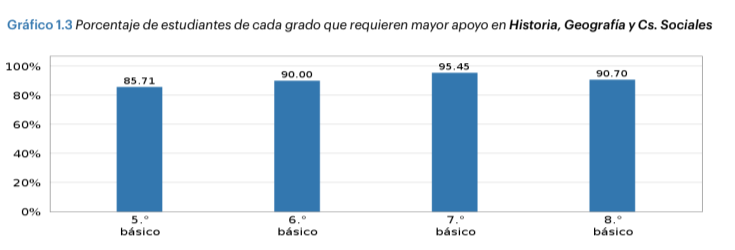 Gráfico 1.3 Porcentaje de estudiantes de cada grado que requieren mayor apoyo en Historia, Geografía y Cs. Sociales
100%
80%
60%
40%
20%
0%
85.71
90.00
95.45
90.70
5.° básico
6.° básico
7.° básico
8.° básico